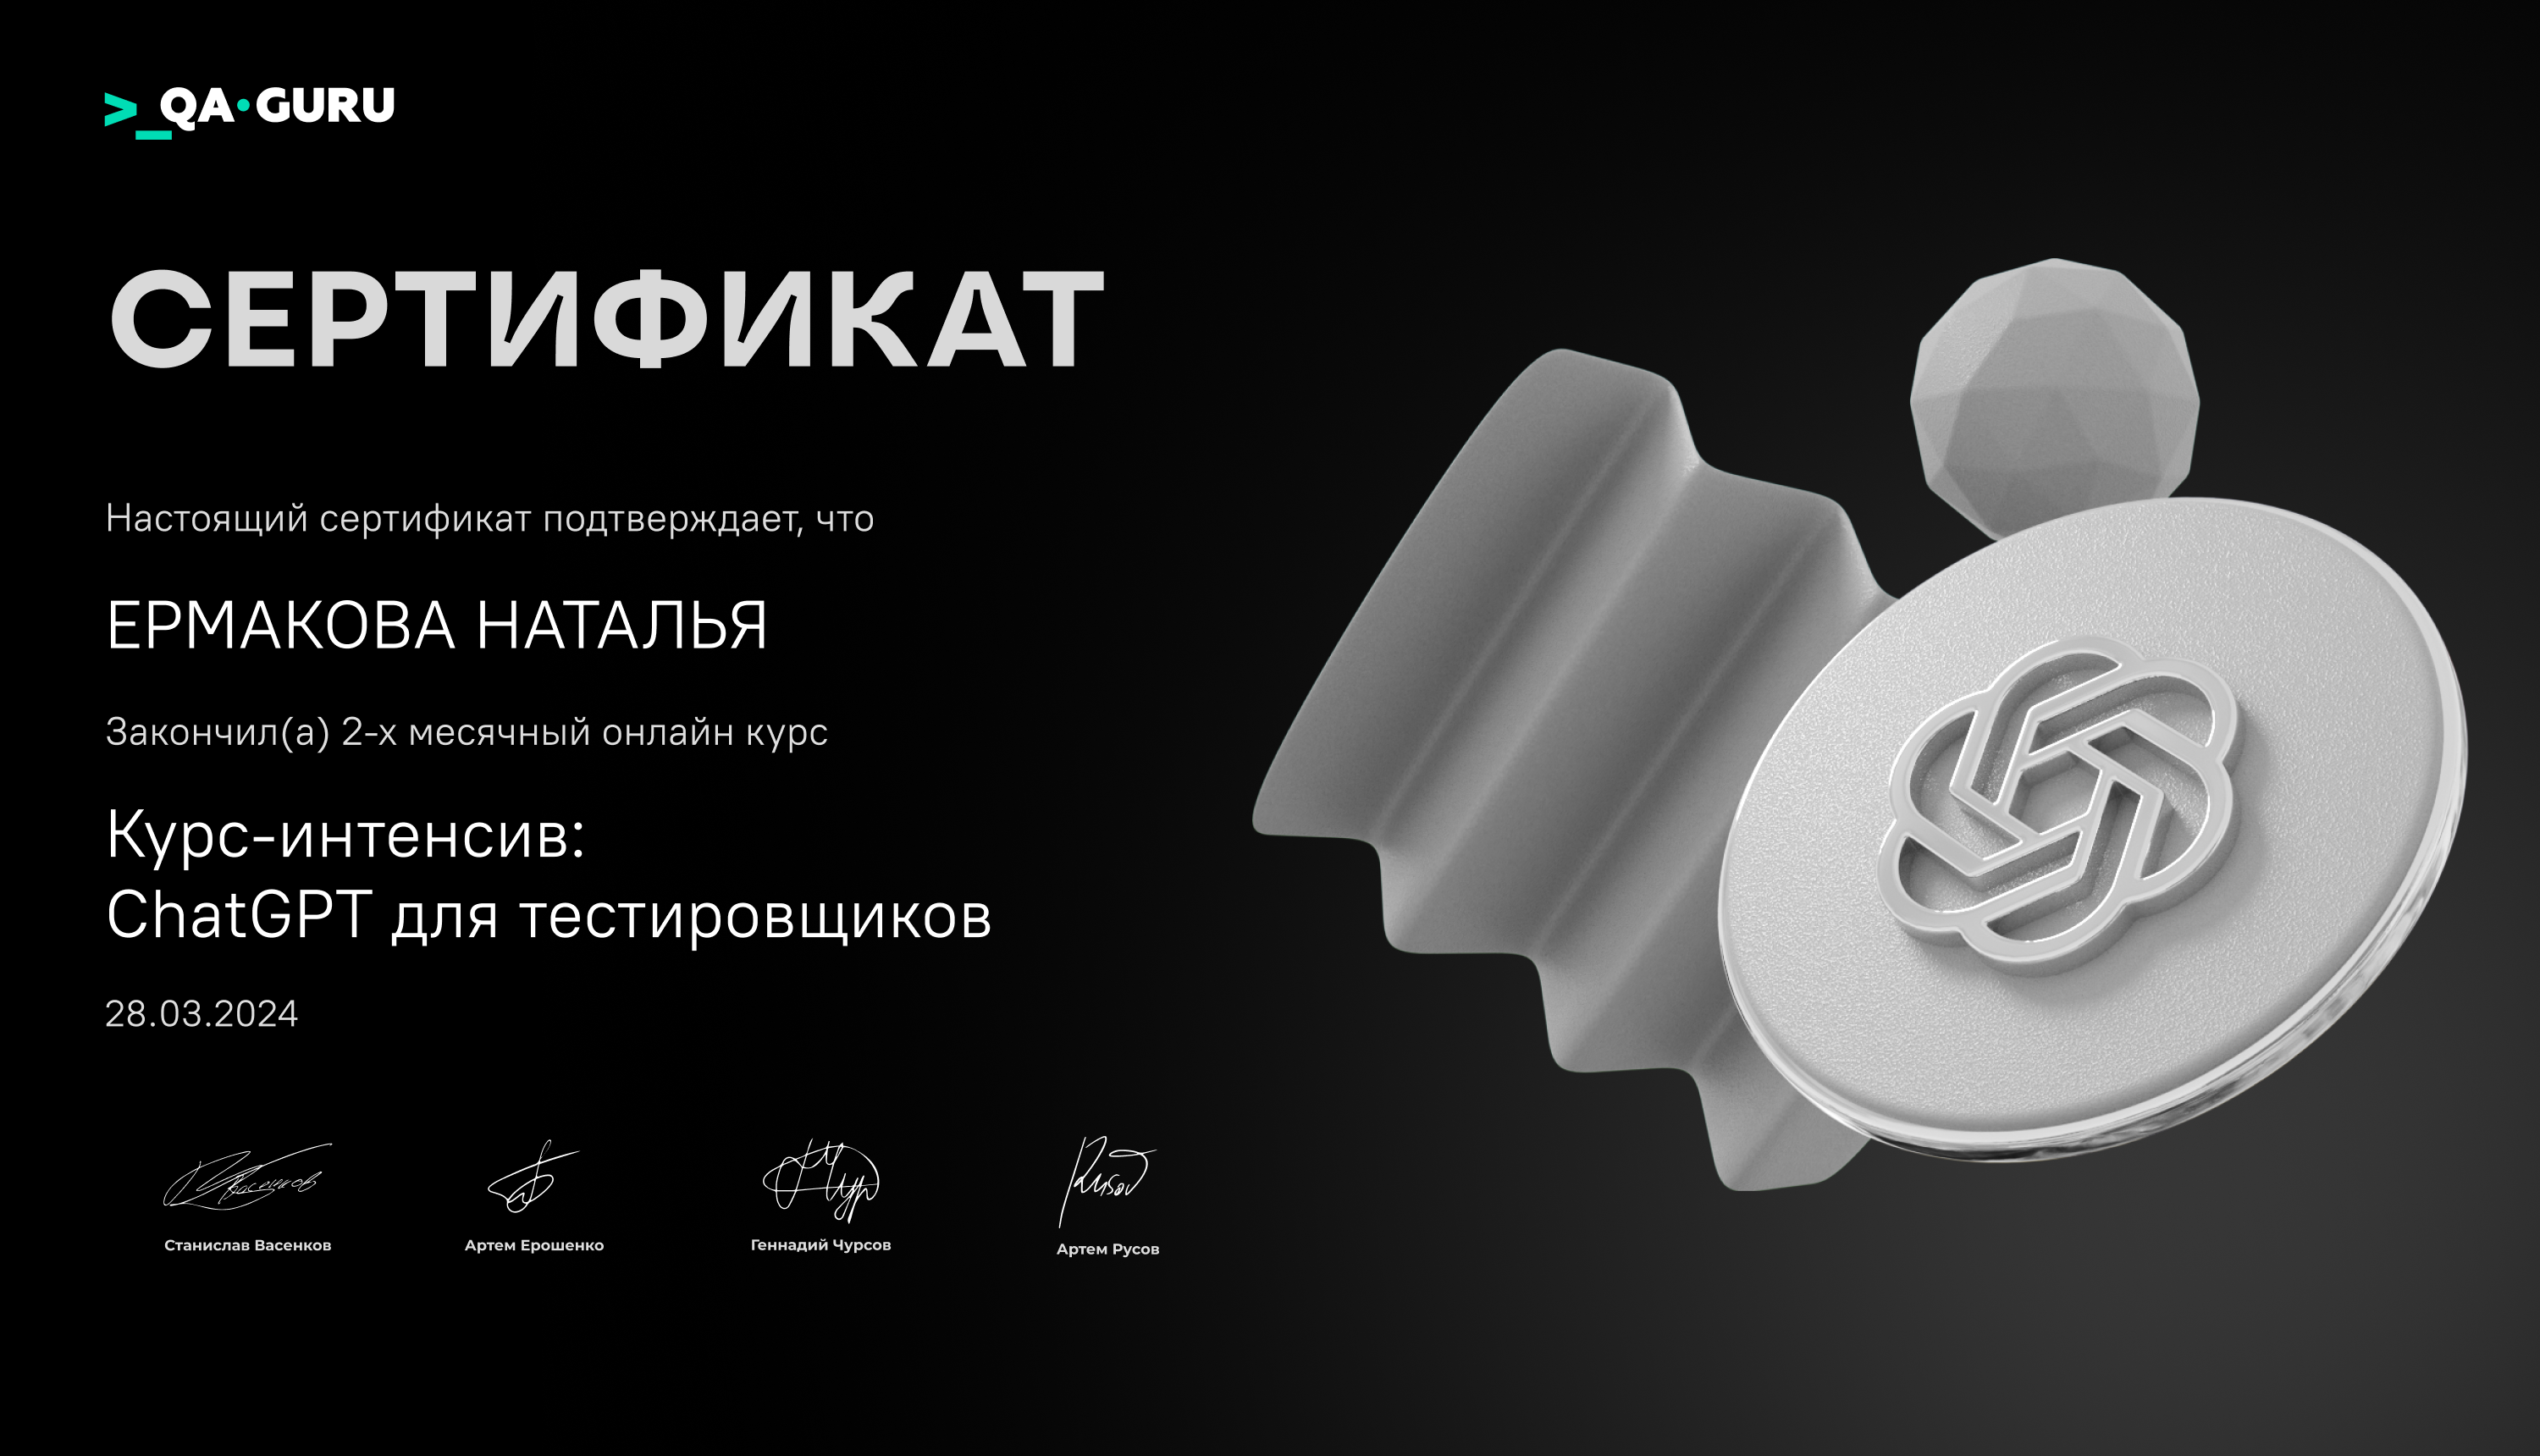 >_QA•GURU
СЕРТИФИКАТ
Настоящий сертификат подтверждает, что
ЕРМАКОВА НАТАЛЬЯ
Закончил(а) 2-х месячный онлайн курс
Курс-интенсив:
ChatGPT для тестировщиков
28.03.2024
Станислав Васенков
Артем Ерошенко
Геннадий Чурсов
Артем Русов